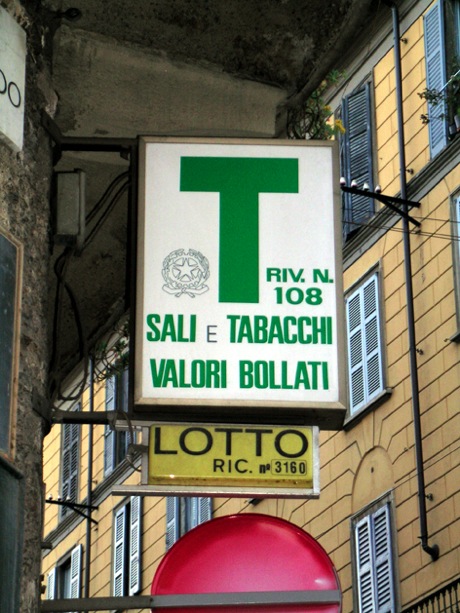 T
RIV. N.
108
SALI E TABACCHI
VALORI BOLLATI
LOTTO
RIC. nº 3160